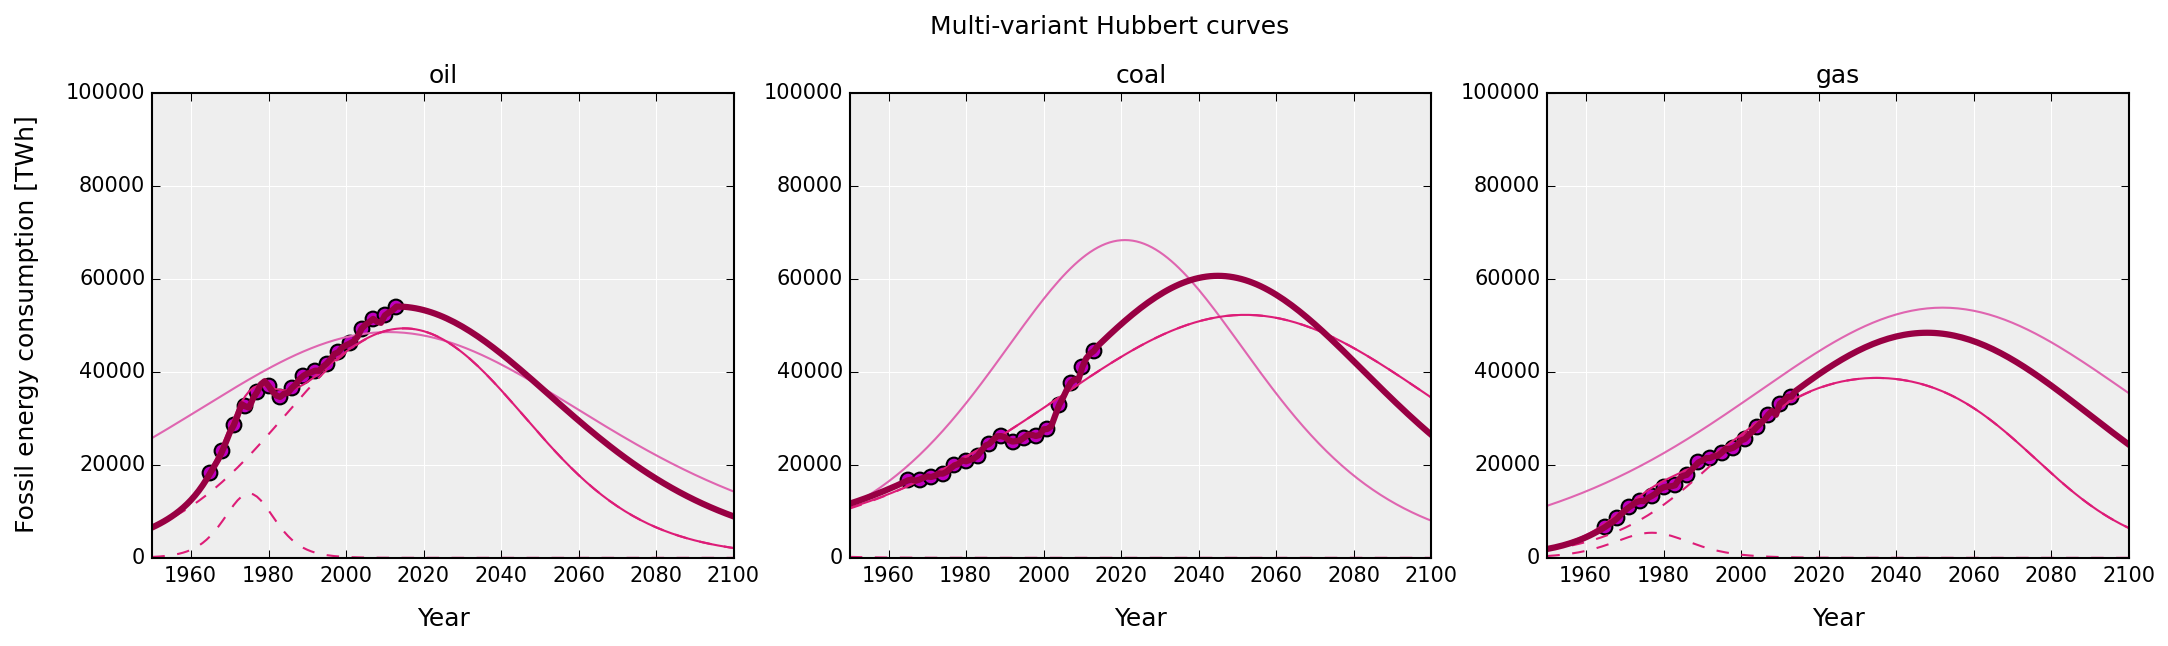 Multi-variant Hubbert curves
oil
coal
gas
Fossil energy consumption [TWh]
100000
80000
60000
40000
20000
0
1960 1980 2000 2020 2040 2060 2080 2100
Year
100000
80000
60000
40000
20000
0
1960 1980 2000 2020 2040 2060 2080 2100
Year
100000
80000
60000
40000
20000
0
1960 1980 2000 2020 2040 2060 2080 2100
Year